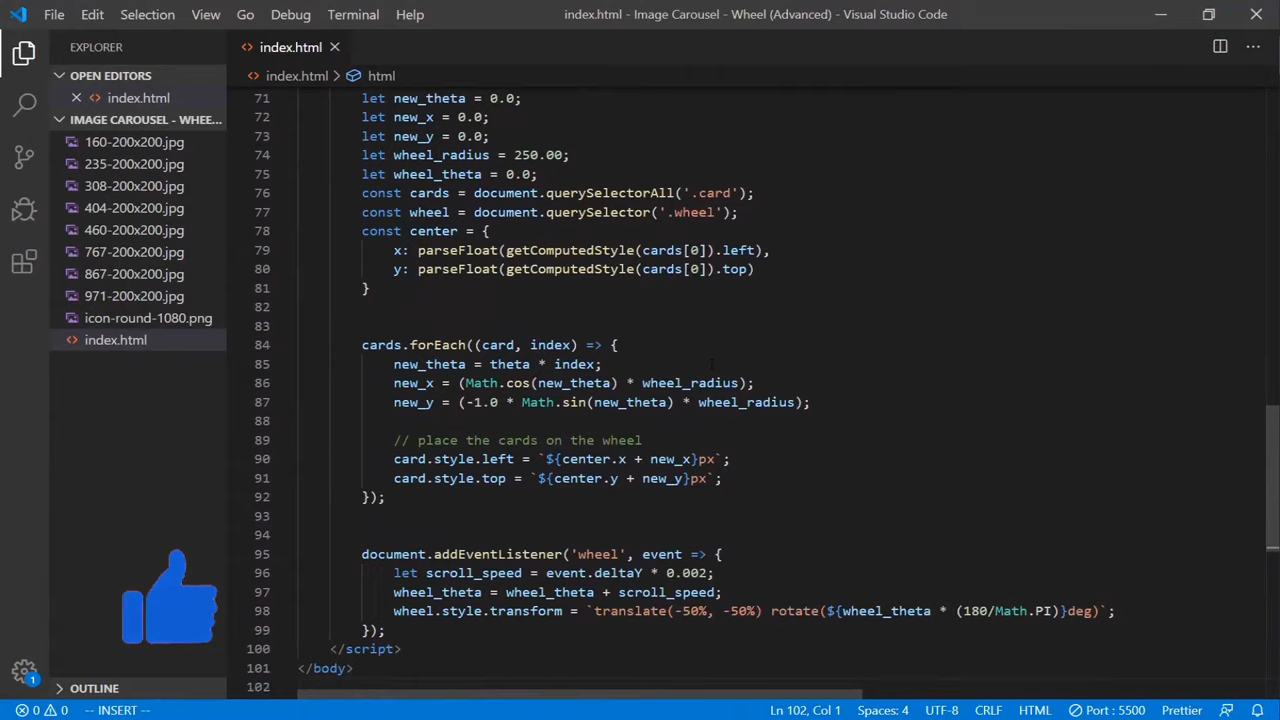 File Edit Selection View Go Debug Terminal Help
index.html - Image Carousel - Wheel (Advanced) - Visual Studio Code
EXPLORER
OPEN EDITORS
index.html
IMAGE CAROUSEL - WHEE...
160-200x200.jpg
235-200x200.jpg
308-200x200.jpg
404-200x200.jpg
460-200x200.jpg
767-200x200.jpg
867-200x200.jpg
971-200x200.jpg
icon-round-1080.png
index.html
OUTLINE
index.html
index.html > html
71 let new_theta = 0.0;
72 let new_x = 0.0;
73 let new_y = 0.0;
74 let wheel_radius = 250.00;
75 let wheel_theta = 0.0;
76 const cards = document.querySelectorAll('.card');
77 const wheel = document.querySelector('.wheel');
78 const center = {
79 x: parseFloat(getComputedStyle(cards[0]).left),
80 y: parseFloat(getComputedStyle(cards[0]).top)
81 }
82
83
84 cards.forEach((card, index) => {
85 new_theta = theta * index;
86 new_x = (Math.cos(new_theta) * wheel_radius);
87 new_y = (-1.0 * Math.sin(new_theta) * wheel_radius);
88
89 // place the cards on the wheel
90 card.style.left = `${center.x + new_x}px`;
91 card.style.top = `${center.y + new_y}px`;
92 });
93
94
95 document.addEventListener('wheel', event => {
96 let scroll_speed = event.deltaY * 0.002;
97 wheel_theta = wheel_theta + scroll_speed;
98 wheel.style.transform = `translate(-50%, -50%) rotate(${wheel_theta * (180/Math.PI)}deg)`;
99 });
100 </script>
101 </body>
102
1
0 0 -- INSERT -- Ln 102, Col 1 Spaces: 4 UTF-8 CRLF HTML Port : 5500 Prettier